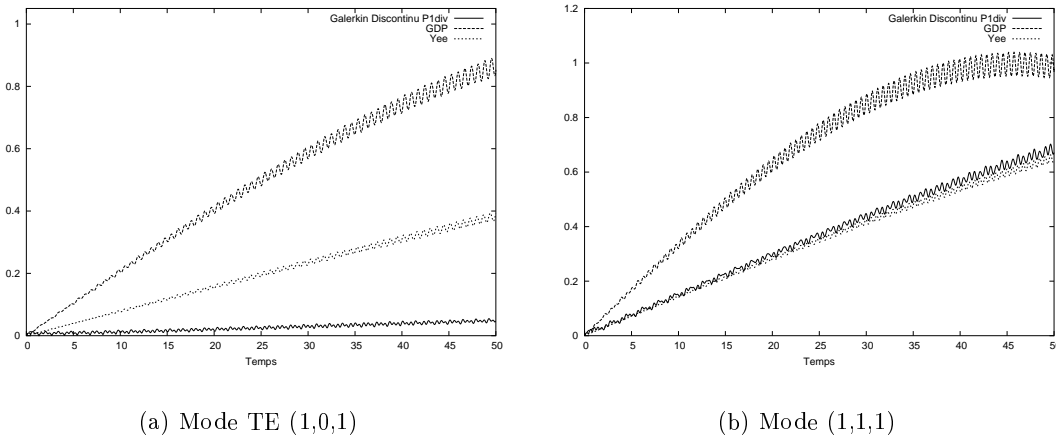 1
0.8
0.6
0.4
0.2
0
0 5 10 15 20 25 30 35 40 45 50
Temps
Galerkin Discontinu P1div
GDP
Yee
(a) Mode TE (1,0,1)
1.2
1
0.8
0.6
0.4
0.2
0
0 5 10 15 20 25 30 35 40 45 50
Temps
Galerkin Discontinu P1div
GDP
Yee
(b) Mode (1,1,1)